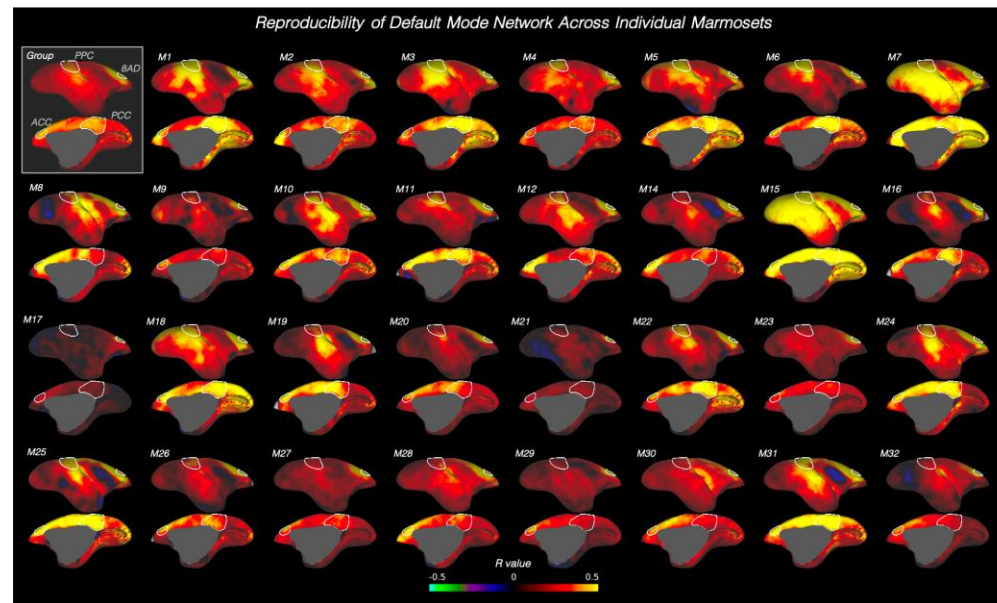 Reproducibility of Default Mode Network Across Individual Marmosets
Group
PPC
8AD
ACC
PCC
M1
M2
M3
M4
M5
M6
M7
M8
M9
M10
M11
M12
M14
M15
M16
M17
M18
M19
M20
M21
M22
M23
M24
M25
M26
M27
M28
M29
M30
M31
M32
R value
-0.5
0
0.5